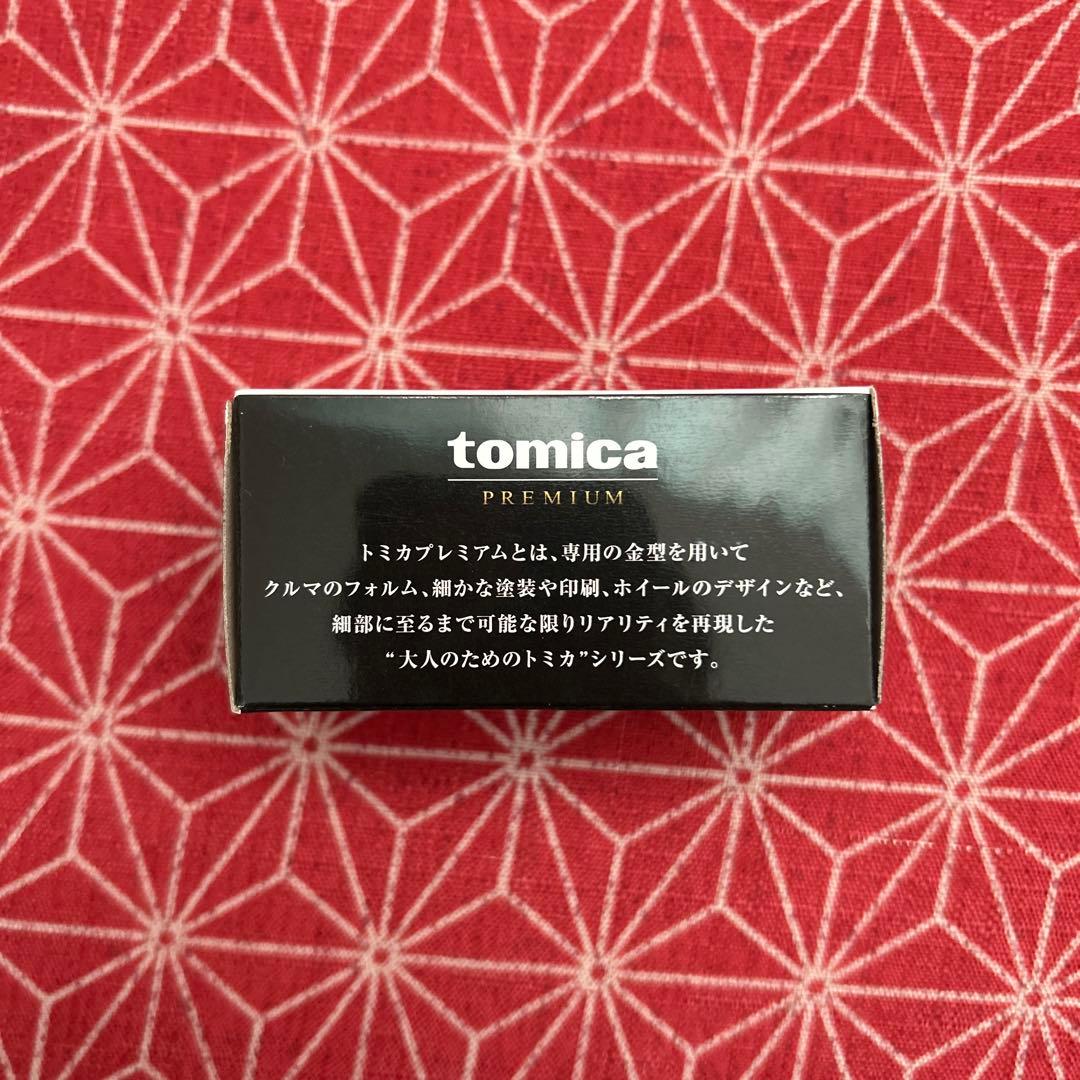 tomica
PREMIUM
トミカプレミアムとは、専用の金型を用いて
クルマのフォルム、細かな塗装や印刷、ホイールのデザインなど、
細部に至るまで可能な限りリアリティを再現した
“大人のためのトミカ”シリーズです。